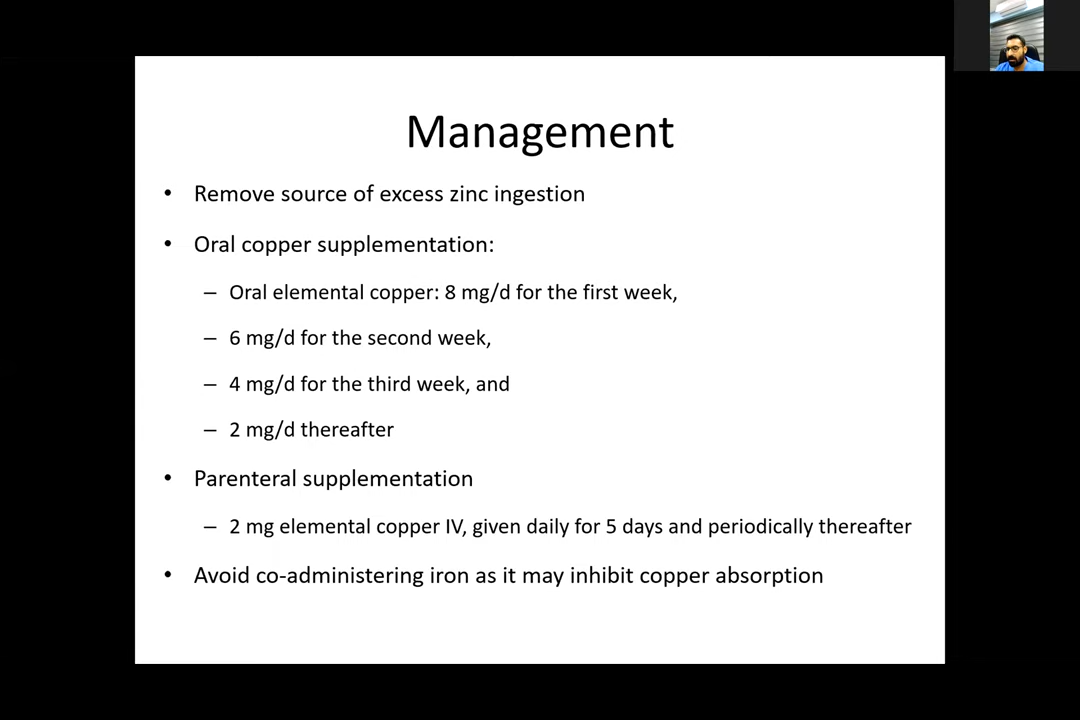 Management
• Remove source of excess zinc ingestion
• Oral copper supplementation:
– Oral elemental copper: 8 mg/d for the first week,
– 6 mg/d for the second week,
– 4 mg/d for the third week, and
– 2 mg/d thereafter
• Parenteral supplementation
– 2 mg elemental copper IV, given daily for 5 days and periodically thereafter
• Avoid co-administering iron as it may inhibit copper absorption